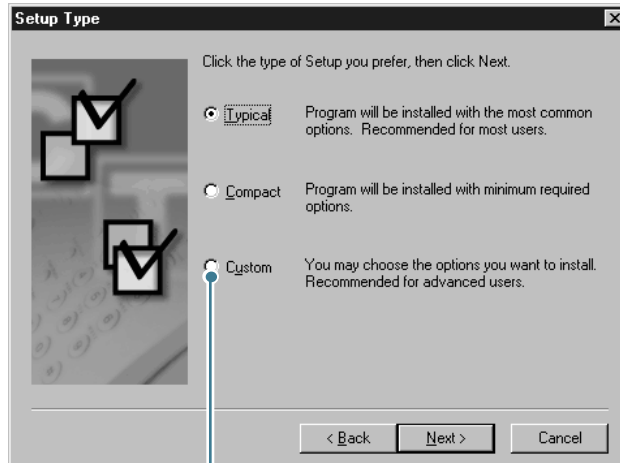 Setup Type
Click the type of Setup you prefer, then click Next.
Typical
Program will be installed with the most common
options. Recommended for most users.
Compact
Program will be installed with minimum required
options.
Custom
You may choose the options you want to install.
Recommended for advanced users.
< Back
Next >
Cancel